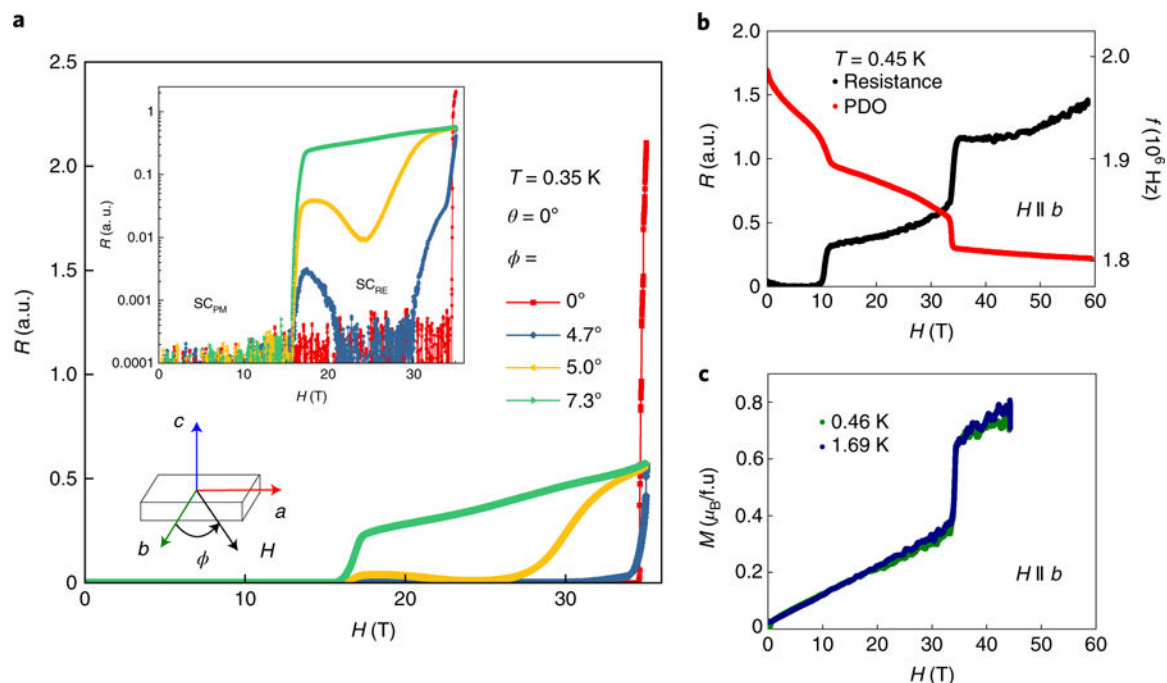 a
2.5
2.0
1.5
1.0
0.5
0
R (a.u.)
0
10
20
30
H (T)
1
0.1
0.01
0.001
0.0001
R (a. u.)
0
10
20
30
H (T)
SC_PM
SC_RE
T = 0.35 K
θ = 0°
ϕ =
0°
4.7°
5.0°
7.3°
c
a
b
ϕ
H
b
2.0
1.5
1.0
0.5
0
R (a.u.)
T = 0.45 K
Resistance
PDO
H ll b
2.0
1.9
1.8
f (10⁶ Hz)
0
10
20
30
40
50
60
H (T)
c
0.8
0.6
0.4
0.2
0
M (μ_B/f.u)
0.46 K
1.69 K
H ll b
0
10
20
30
40
50
60
H (T)